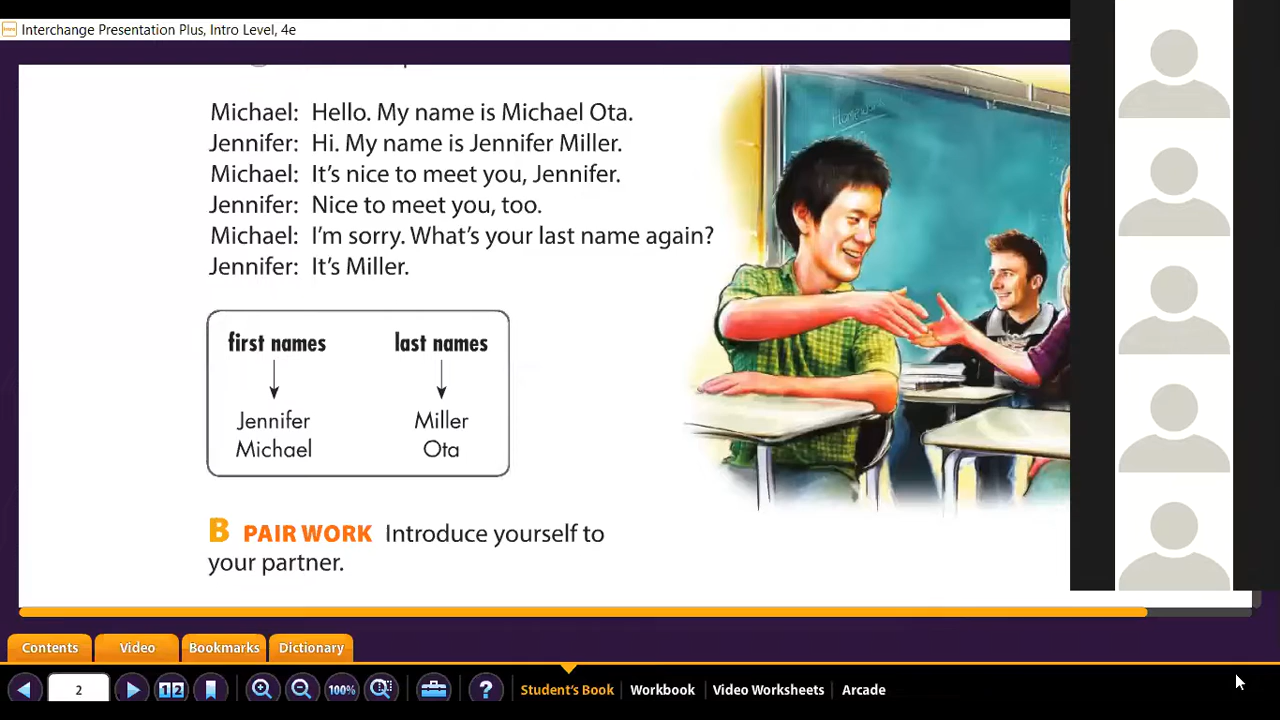 Interchange Presentation Plus, Intro Level, 4e
Michael: Hello. My name is Michael Ota.
Jennifer: Hi. My name is Jennifer Miller.
Michael: It's nice to meet you, Jennifer.
Jennifer: Nice to meet you, too.
Michael: I'm sorry. What's your last name again?
Jennifer: It's Miller.
first names last names
Jennifer Miller
Michael Ota
B PAIR WORK Introduce yourself to
your partner.
Contents Video Bookmarks Dictionary
2 12 100% ? Student's Book Workbook Video Worksheets Arcade